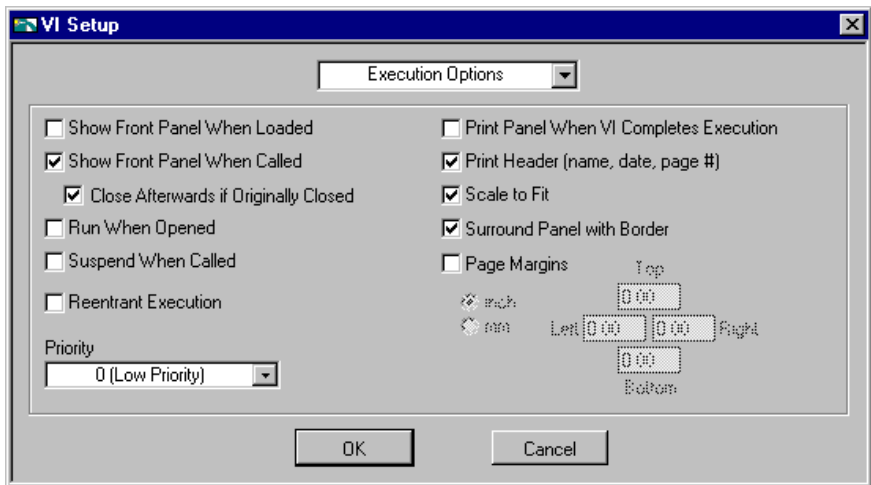 VI Setup
Execution Options
Show Front Panel When Loaded
Show Front Panel When Called
Close Afterwards if Originally Closed
Run When Opened
Suspend When Called
Reentrant Execution
Priority
0 (Low Priority)
Print Panel When VI Completes Execution
Print Header (name, date, page #)
Scale to Fit
Surround Panel with Border
Page Margins
inch
mm
Top
0.00
Left 0.00 0.00 Right
0.00
Bottom
OK
Cancel